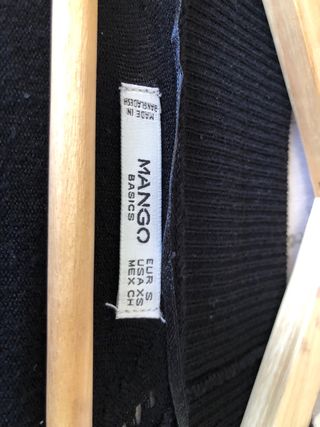 MADE IN
BANGLADESH
MANGO
BASICS
EUR S
USA XS
MEX CH